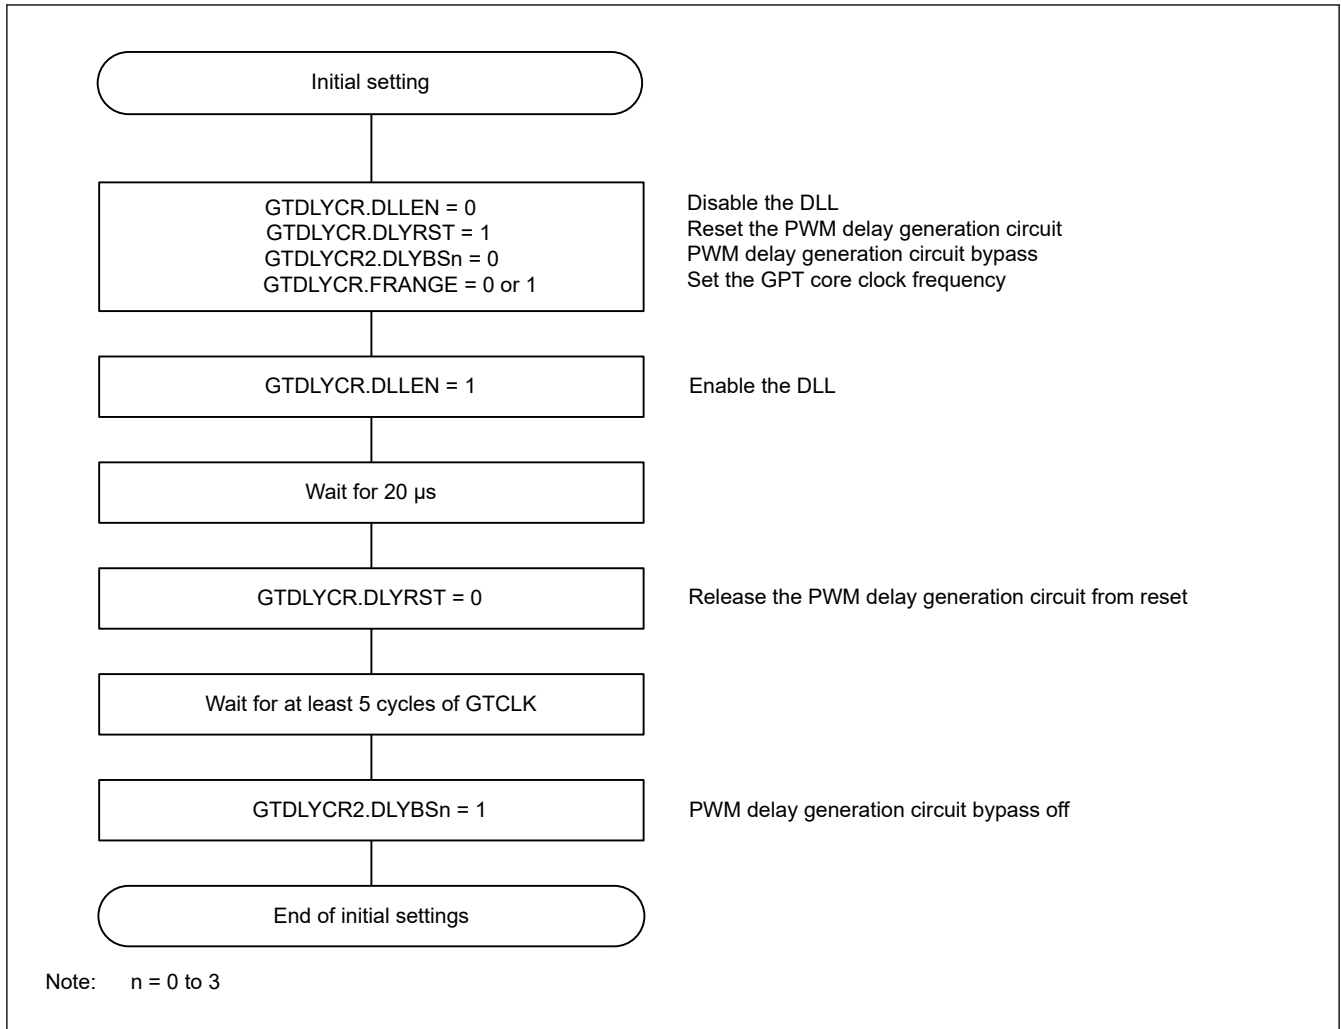 Initial setting
GTDLYCR.DLLEN = 0
GTDLYCR.DLYRST = 1
GTDLYCR2.DLYBSn = 0
GTDLYCR.FRANGE = 0 or 1
Disable the DLL
Reset the PWM delay generation circuit
PWM delay generation circuit bypass
Set the GPT core clock frequency
GTDLYCR.DLLEN = 1
Enable the DLL
Wait for 20 µs
GTDLYCR.DLYRST = 0
Release the PWM delay generation circuit from reset
Wait for at least 5 cycles of GTCLK
GTDLYCR2.DLYBSn = 1
PWM delay generation circuit bypass off
End of initial settings
Note: n = 0 to 3